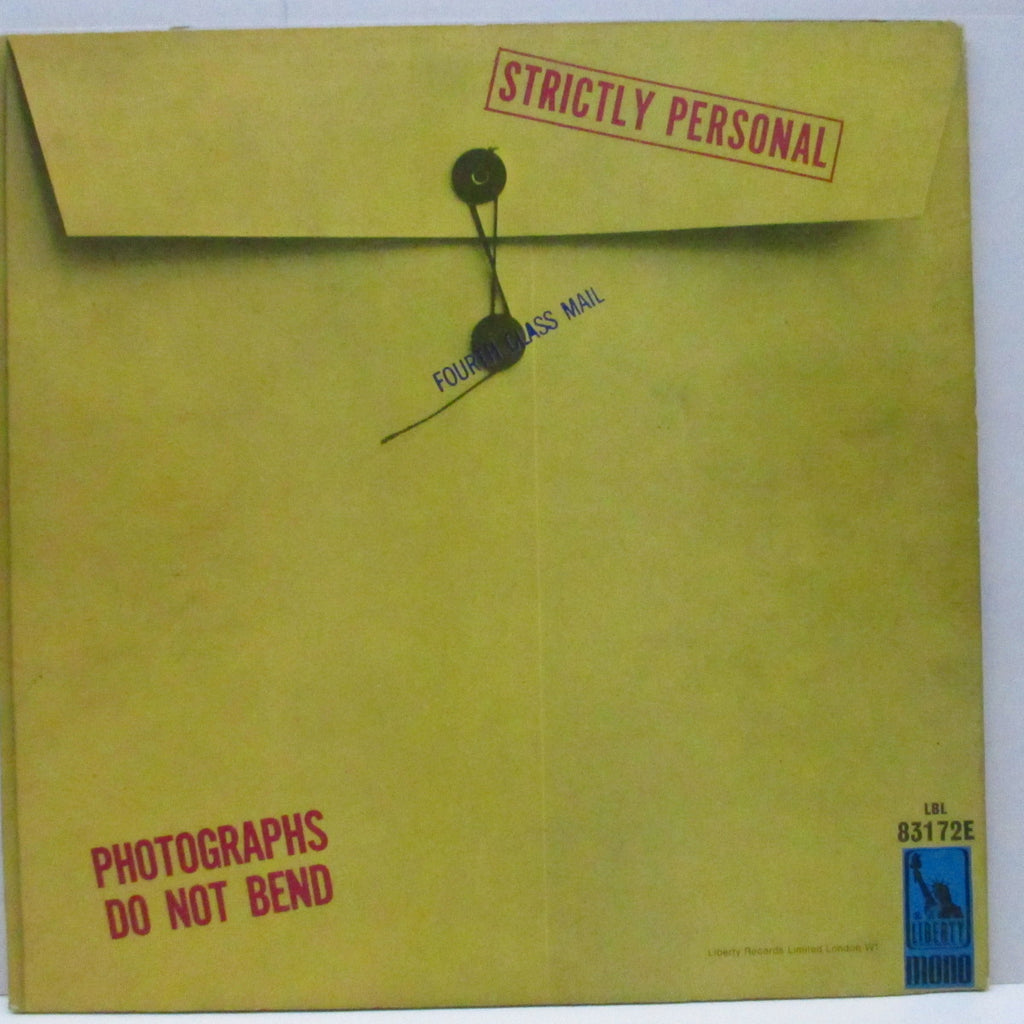 STRICTLY PERSONAL
FOURTH CLASS MAIL
PHOTOGRAPHS
DO NOT BEND
LBL
83172E
LIBERTY
mono
Liberty Records Limited London W1